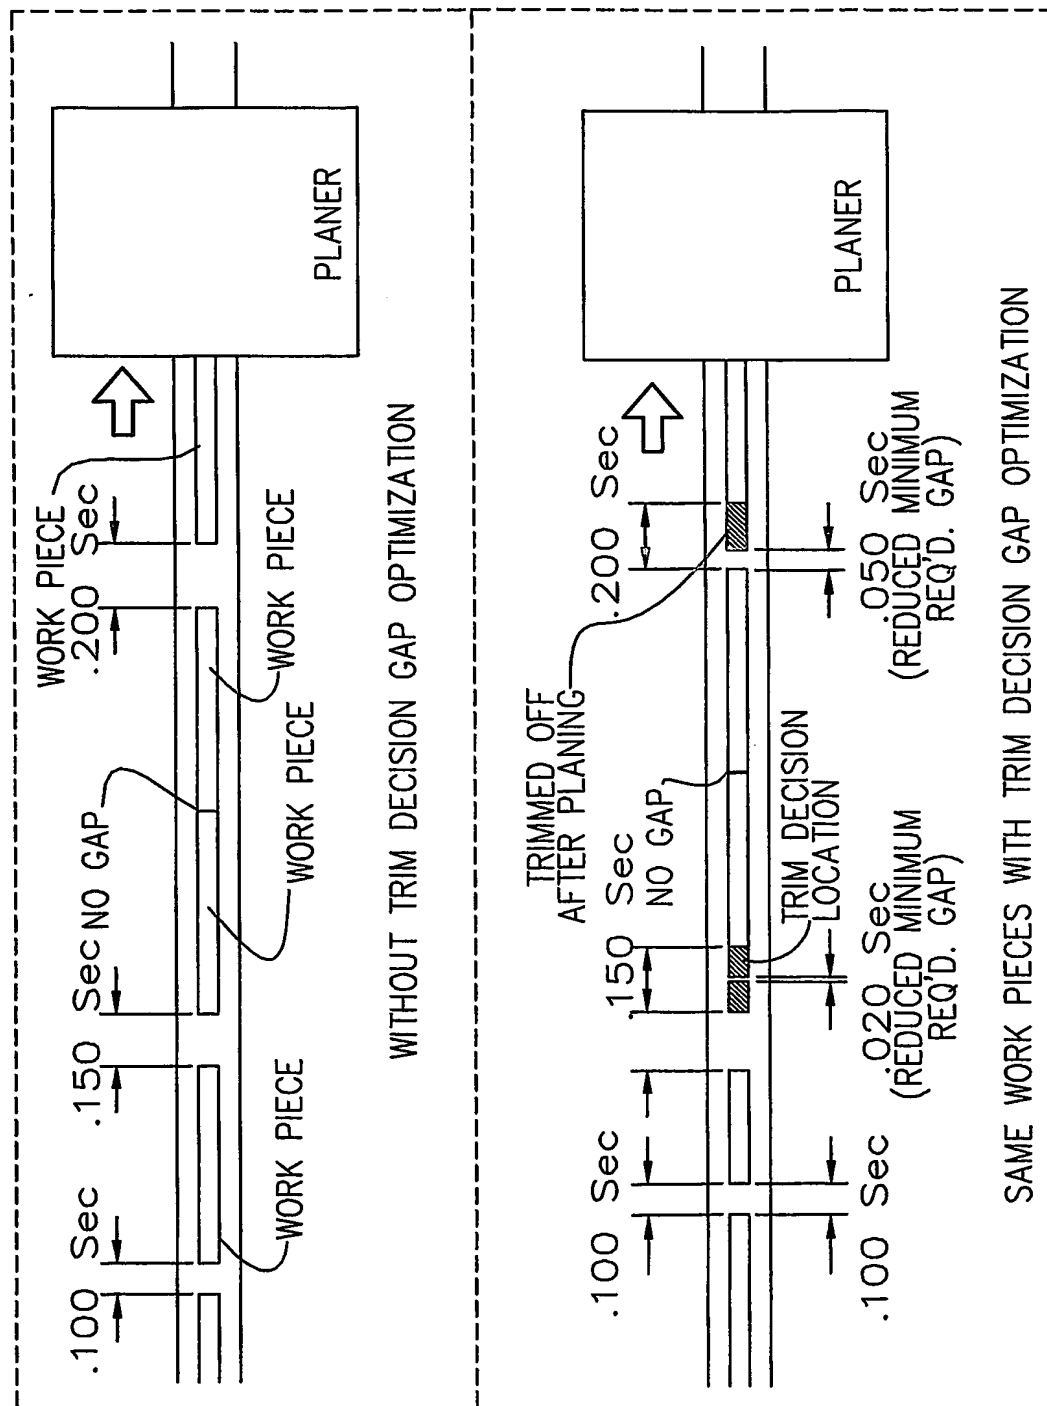 WORK PIECE
.200 Sec
NO GAP
.150 Sec
.100 Sec
PLANER
WORK PIECE
WORK PIECE
WORK PIECE
WITHOUT TRIM DECISION GAP OPTIMIZATION
TRIMMED OFF
AFTER PLANING
.200 Sec
.150 Sec
NO GAP
.100 Sec
PLANER
TRIM DECISION
LOCATION
.050 Sec
(REDUCED MINIMUM
REQ'D. GAP)
.020 Sec
(REDUCED MINIMUM
REQ'D. GAP)
.100 Sec
SAME WORK PIECES WITH TRIM DECISION GAP OPTIMIZATION